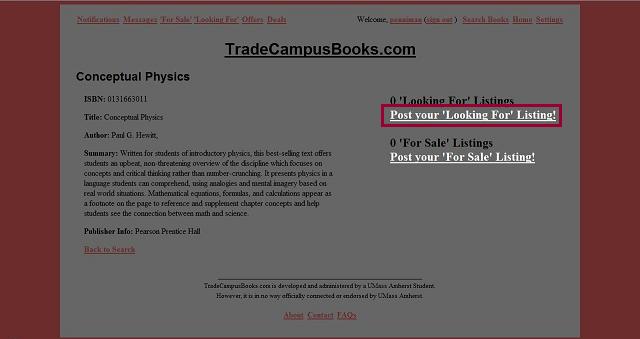 Notifications Messages 'For Sale' 'Looking For' Offers Deals
Welcome, penniman (sign out ) Search Books Home Settings
TradeCampusBooks.com
Conceptual Physics
ISBN: 0131663011
Title: Conceptual Physics
Author: Paul G. Hewitt,
Summary: Written for students of introductory physics, this best-selling text offers
students an upbeat, non-threatening overview of the discipline which focuses on
concepts and critical thinking rather than number-crunching. It presents physics in a
language students can comprehend, using analogies and mental imagery based on
real world situations. Mathematical equations, formulas, and calculations appear as
a footnote on the page to reference and supplement chapter concepts and help
students see the connection between math and science.
Publisher Info: Pearson Prentice Hall
Back to Search
0 'Looking For' Listings
Post your 'Looking For' Listing!
0 'For Sale' Listings
Post your 'For Sale' Listing!
TradeCampusBooks.com is developed and administered by a UMass Amherst Student.
However, it is in no way officially connected or endorsed by UMass Amherst.
About Contact FAQs